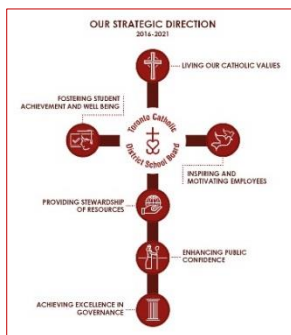 OUR STRATEGIC DIRECTION
2016-2021
LIVING OUR CATHOLIC VALUES
FOSTERING STUDENT
ACHIEVEMENT AND WELL BEING
Toronto Catholic
District School Board
INSPIRING AND
MOTIVATING EMPLOYEES
PROVIDING STEWARDSHIP
OF RESOURCES
ENHANCING PUBLIC
CONFIDENCE
ACHIEVING EXCELLENCE IN
GOVERNANCE